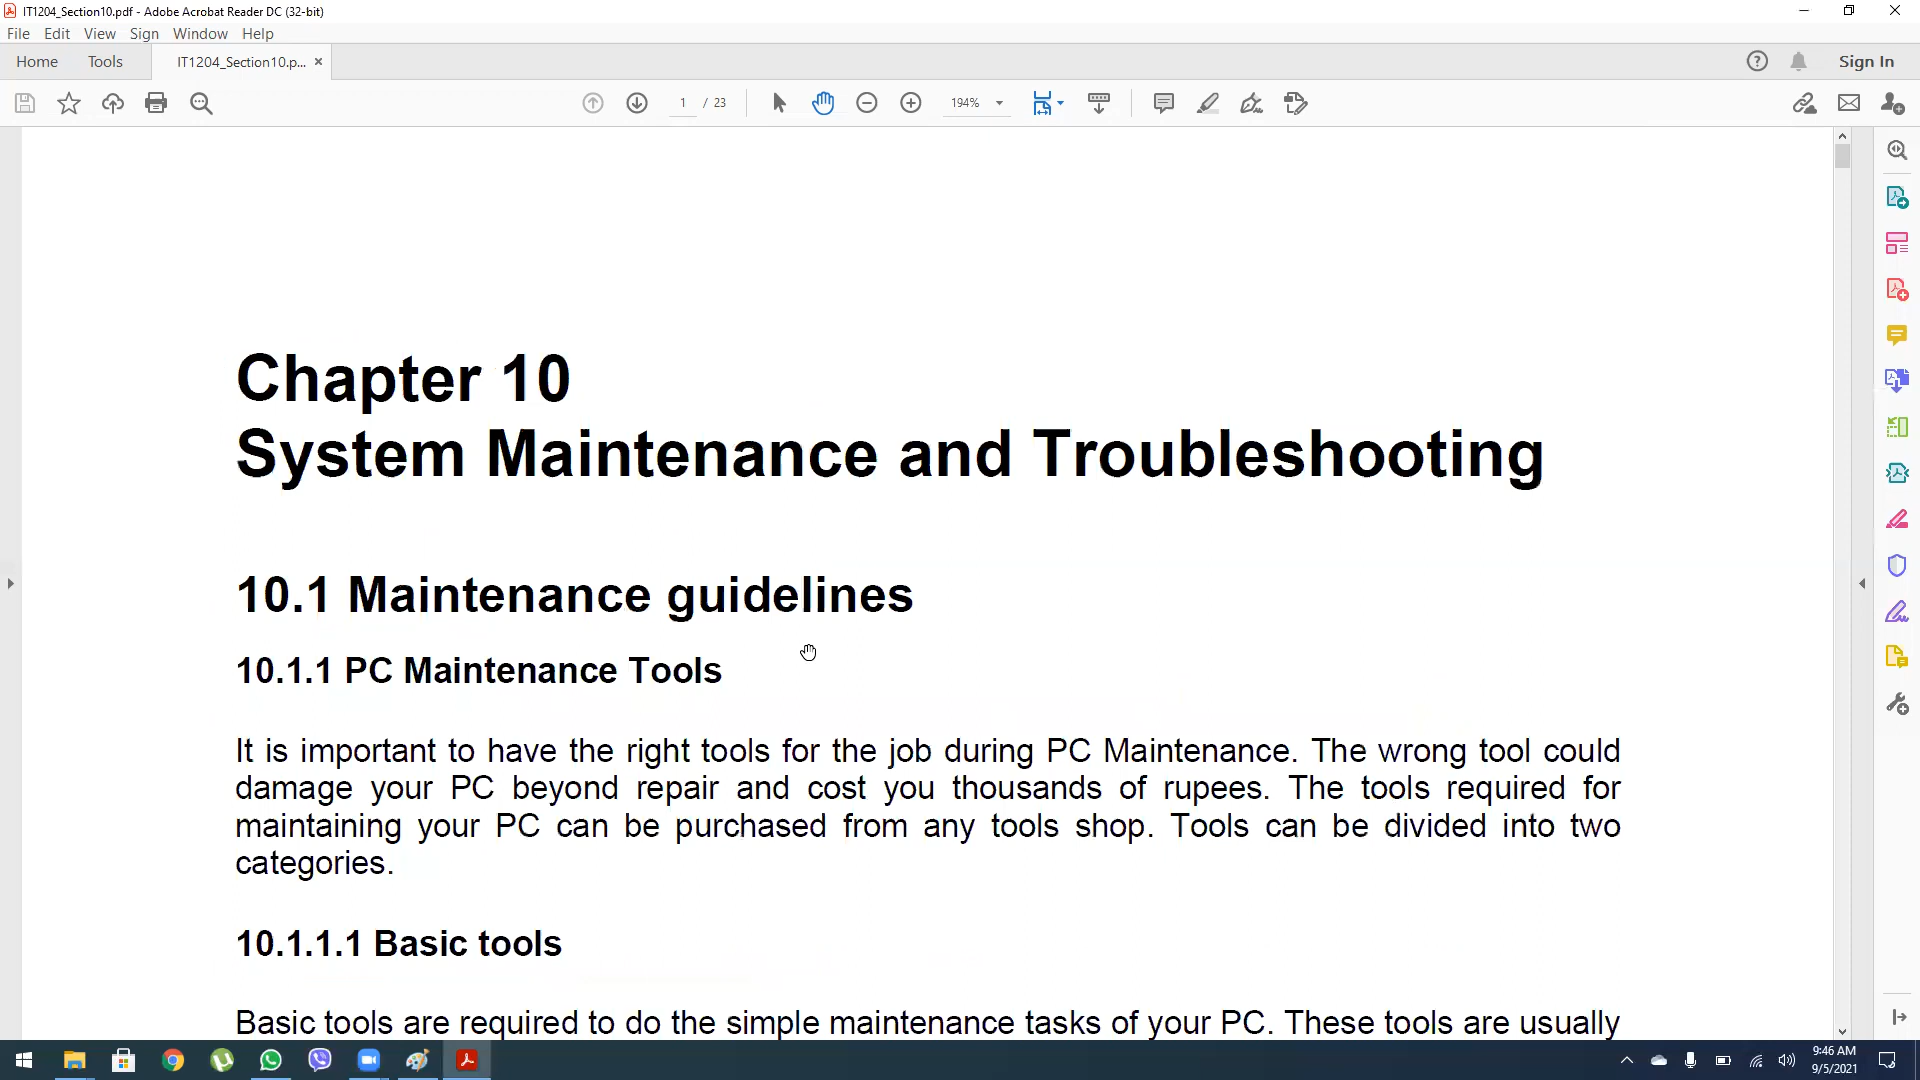 IT1204_Section10.pdf - Adobe Acrobat Reader DC (32-bit)
File Edit View Sign Window Help
Home Tools IT1204_Section10.p... Sign In
1 / 23 194%
Chapter 10
System Maintenance and Troubleshooting
10.1 Maintenance guidelines
10.1.1 PC Maintenance Tools
It is important to have the right tools for the job during PC Maintenance. The wrong tool could
damage your PC beyond repair and cost you thousands of rupees. The tools required for
maintaining your PC can be purchased from any tools shop. Tools can be divided into two
categories.
10.1.1.1 Basic tools
Basic tools are required to do the simple maintenance tasks of your PC. These tools are usually
9:46 AM
9/5/2021